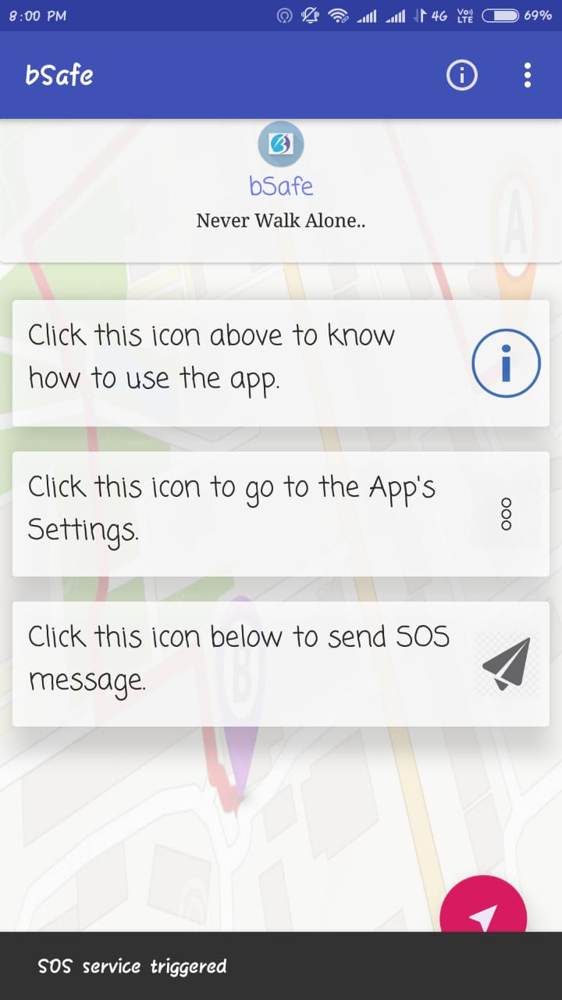 8:00 PM 4G Vo)) LTE 69%
bSafe
bSafe
Never Walk Alone..
A
Click this icon above to know
how to use the app.
Click this icon to go to the App's
Settings.
Click this icon below to send SOS
message.
B
SOS service triggered